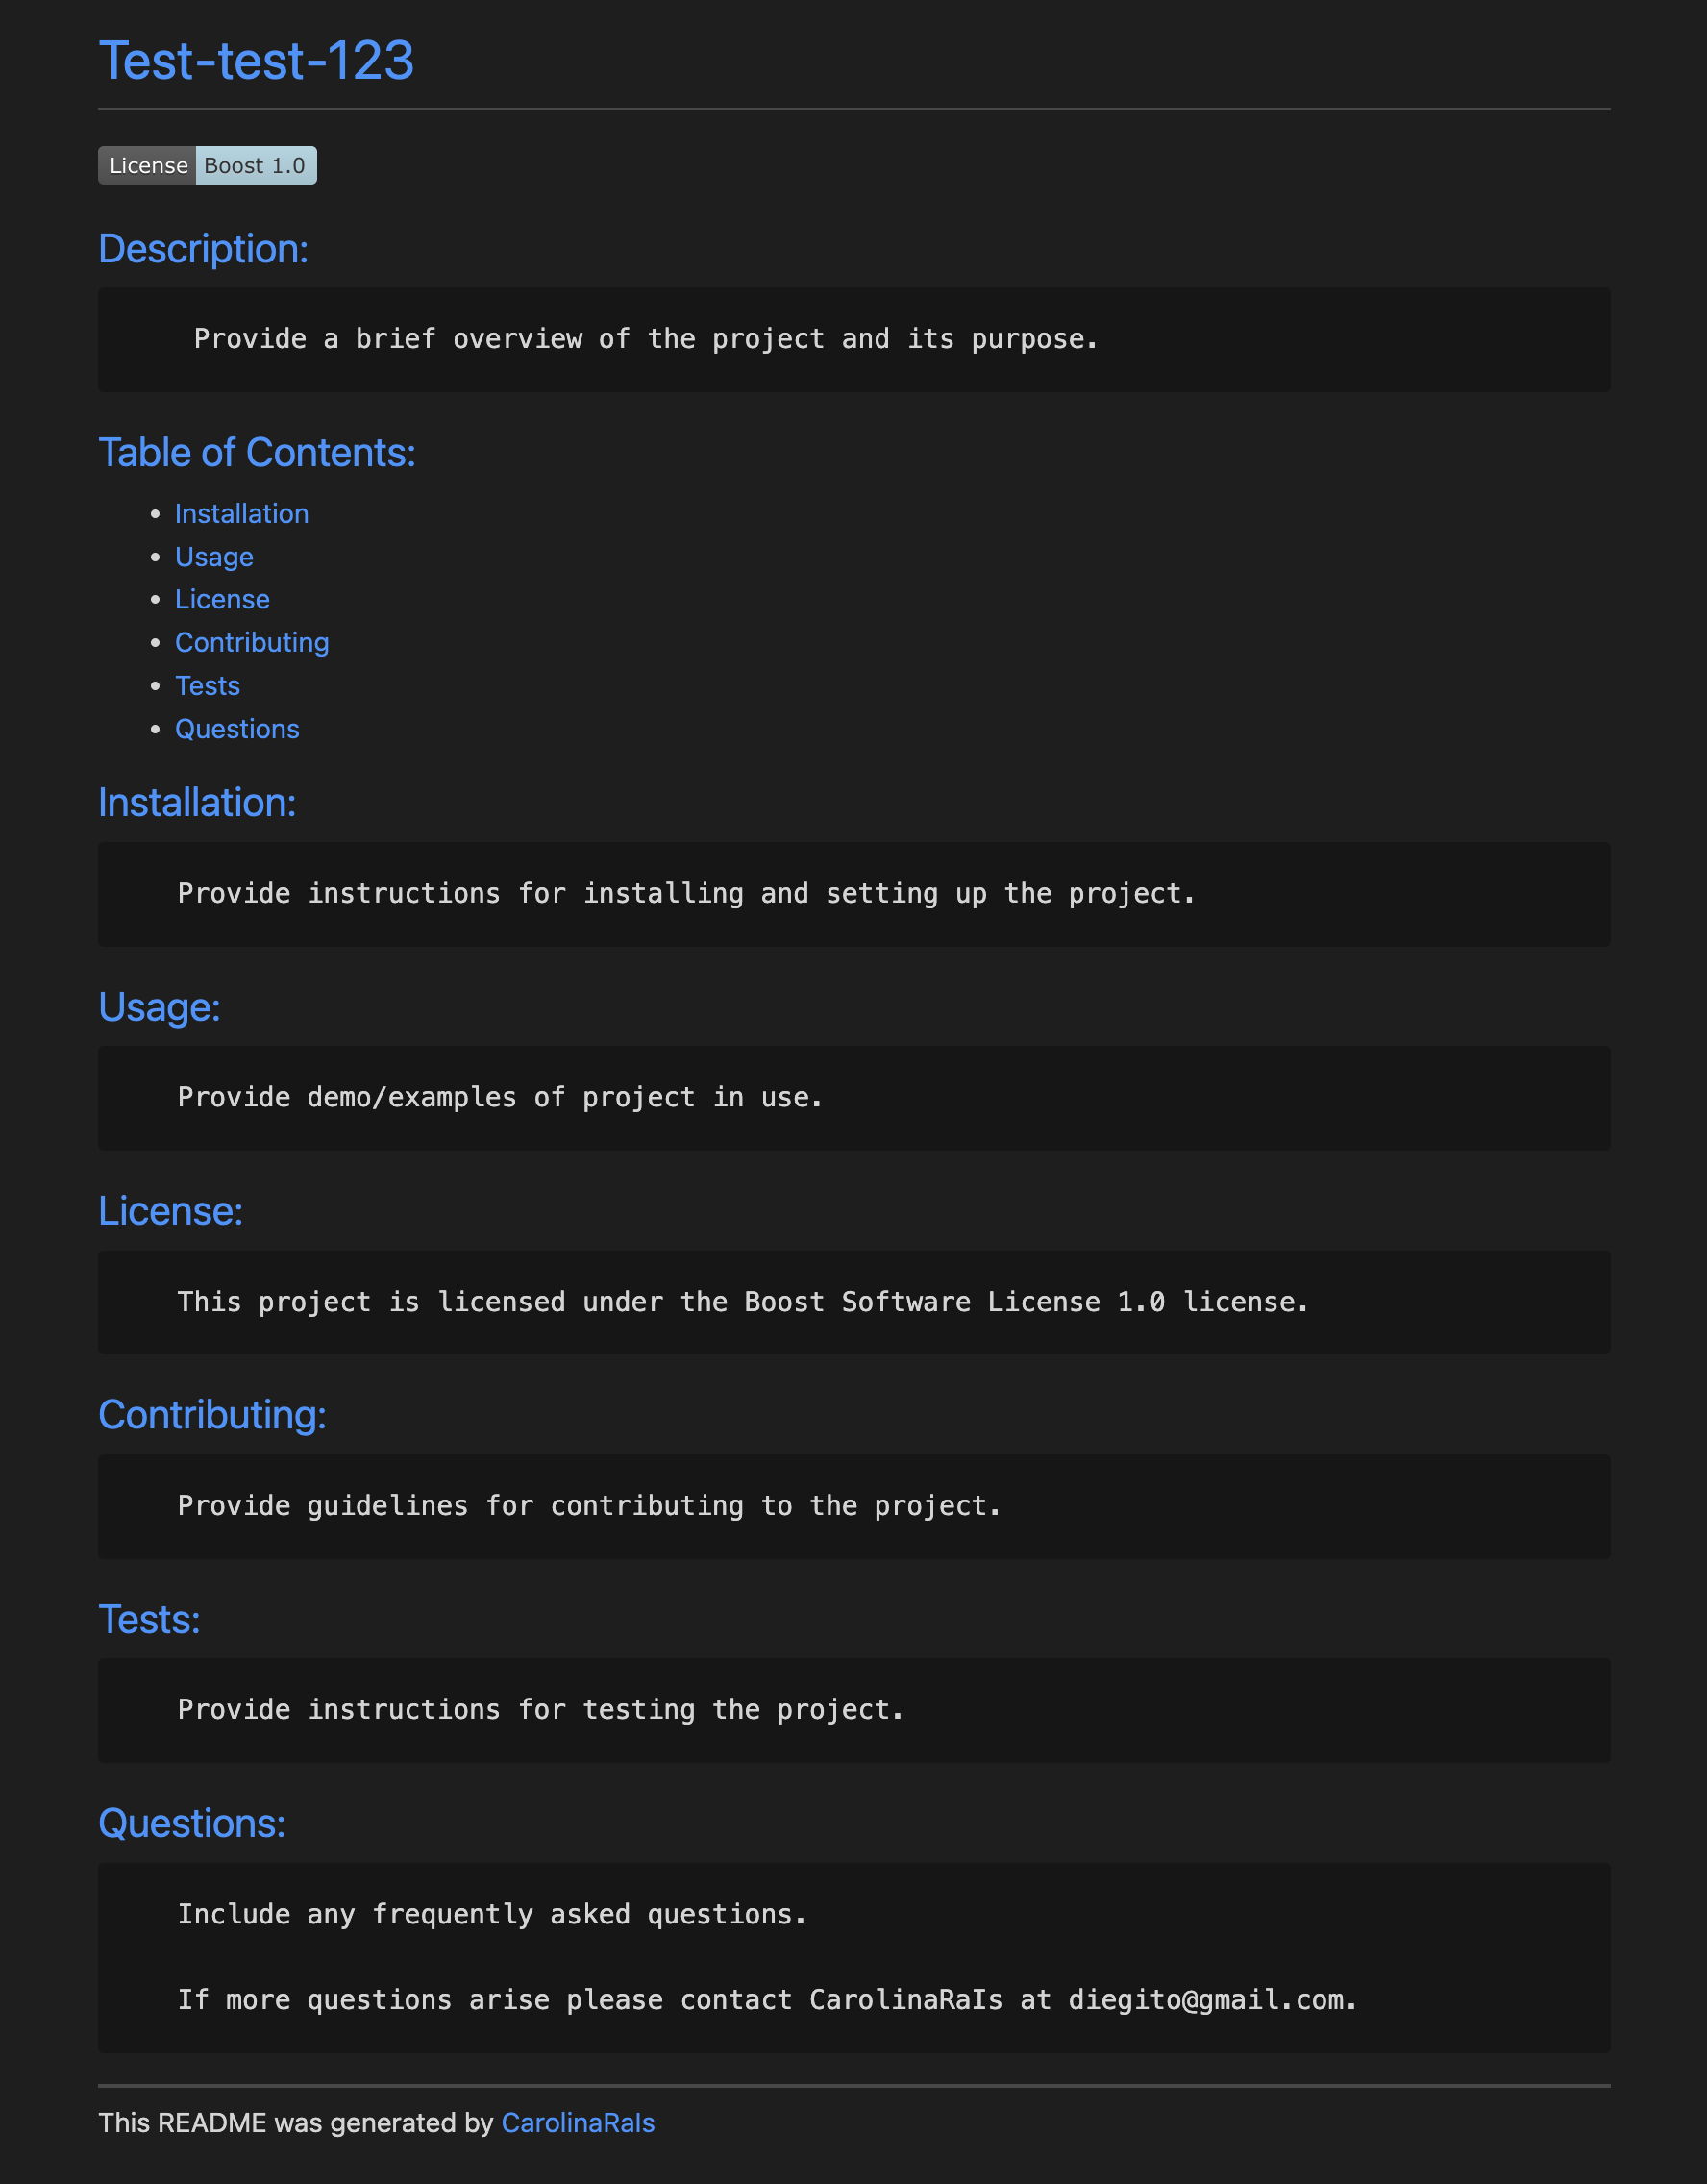 Test-test-123
License Boost 1.0
Description:
Provide a brief overview of the project and its purpose.
Table of Contents:
Installation
Usage
License
Contributing
Tests
Questions
Installation:
Provide instructions for installing and setting up the project.
Usage:
Provide demo/examples of project in use.
License:
This project is licensed under the Boost Software License 1.0 license.
Contributing:
Provide guidelines for contributing to the project.
Tests:
Provide instructions for testing the project.
Questions:
Include any frequently asked questions.
If more questions arise please contact CarolinaRaIs at diegito@gmail.com.
This README was generated by CarolinaRaIs